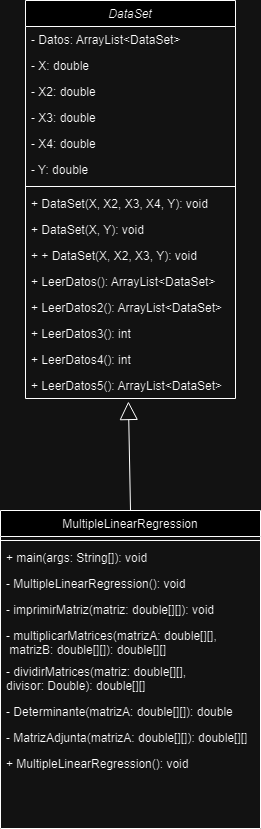 DataSet
- Datos: ArrayList<DataSet>
- X: double
- X2: double
- X3: double
- X4: double
- Y: double
+ DataSet(X, X2, X3, X4, Y): void
+ DataSet(X, Y): void
+ + DataSet(X, X2, X3, Y): void
+ LeerDatos(): ArrayList<DataSet>
+ LeerDatos2(): ArrayList<DataSet>
+ LeerDatos3(): int
+ LeerDatos4(): int
+ LeerDatos5(): ArrayList<DataSet>
MultipleLinearRegression
+ main(args: String[]): void
- MultipleLinearRegression(): void
- imprimirMatriz(matriz: double[][]): void
- multiplicarMatrices(matrizA: double[][],
matrizB: double[][]): double[][]
- dividirMatrices(matriz: double[][],
divisor: Double): double[][]
- Determinante(matrizA: double[][]): double
- MatrizAdjunta(matrizA: double[][]): double[][]
+ MultipleLinearRegression(): void